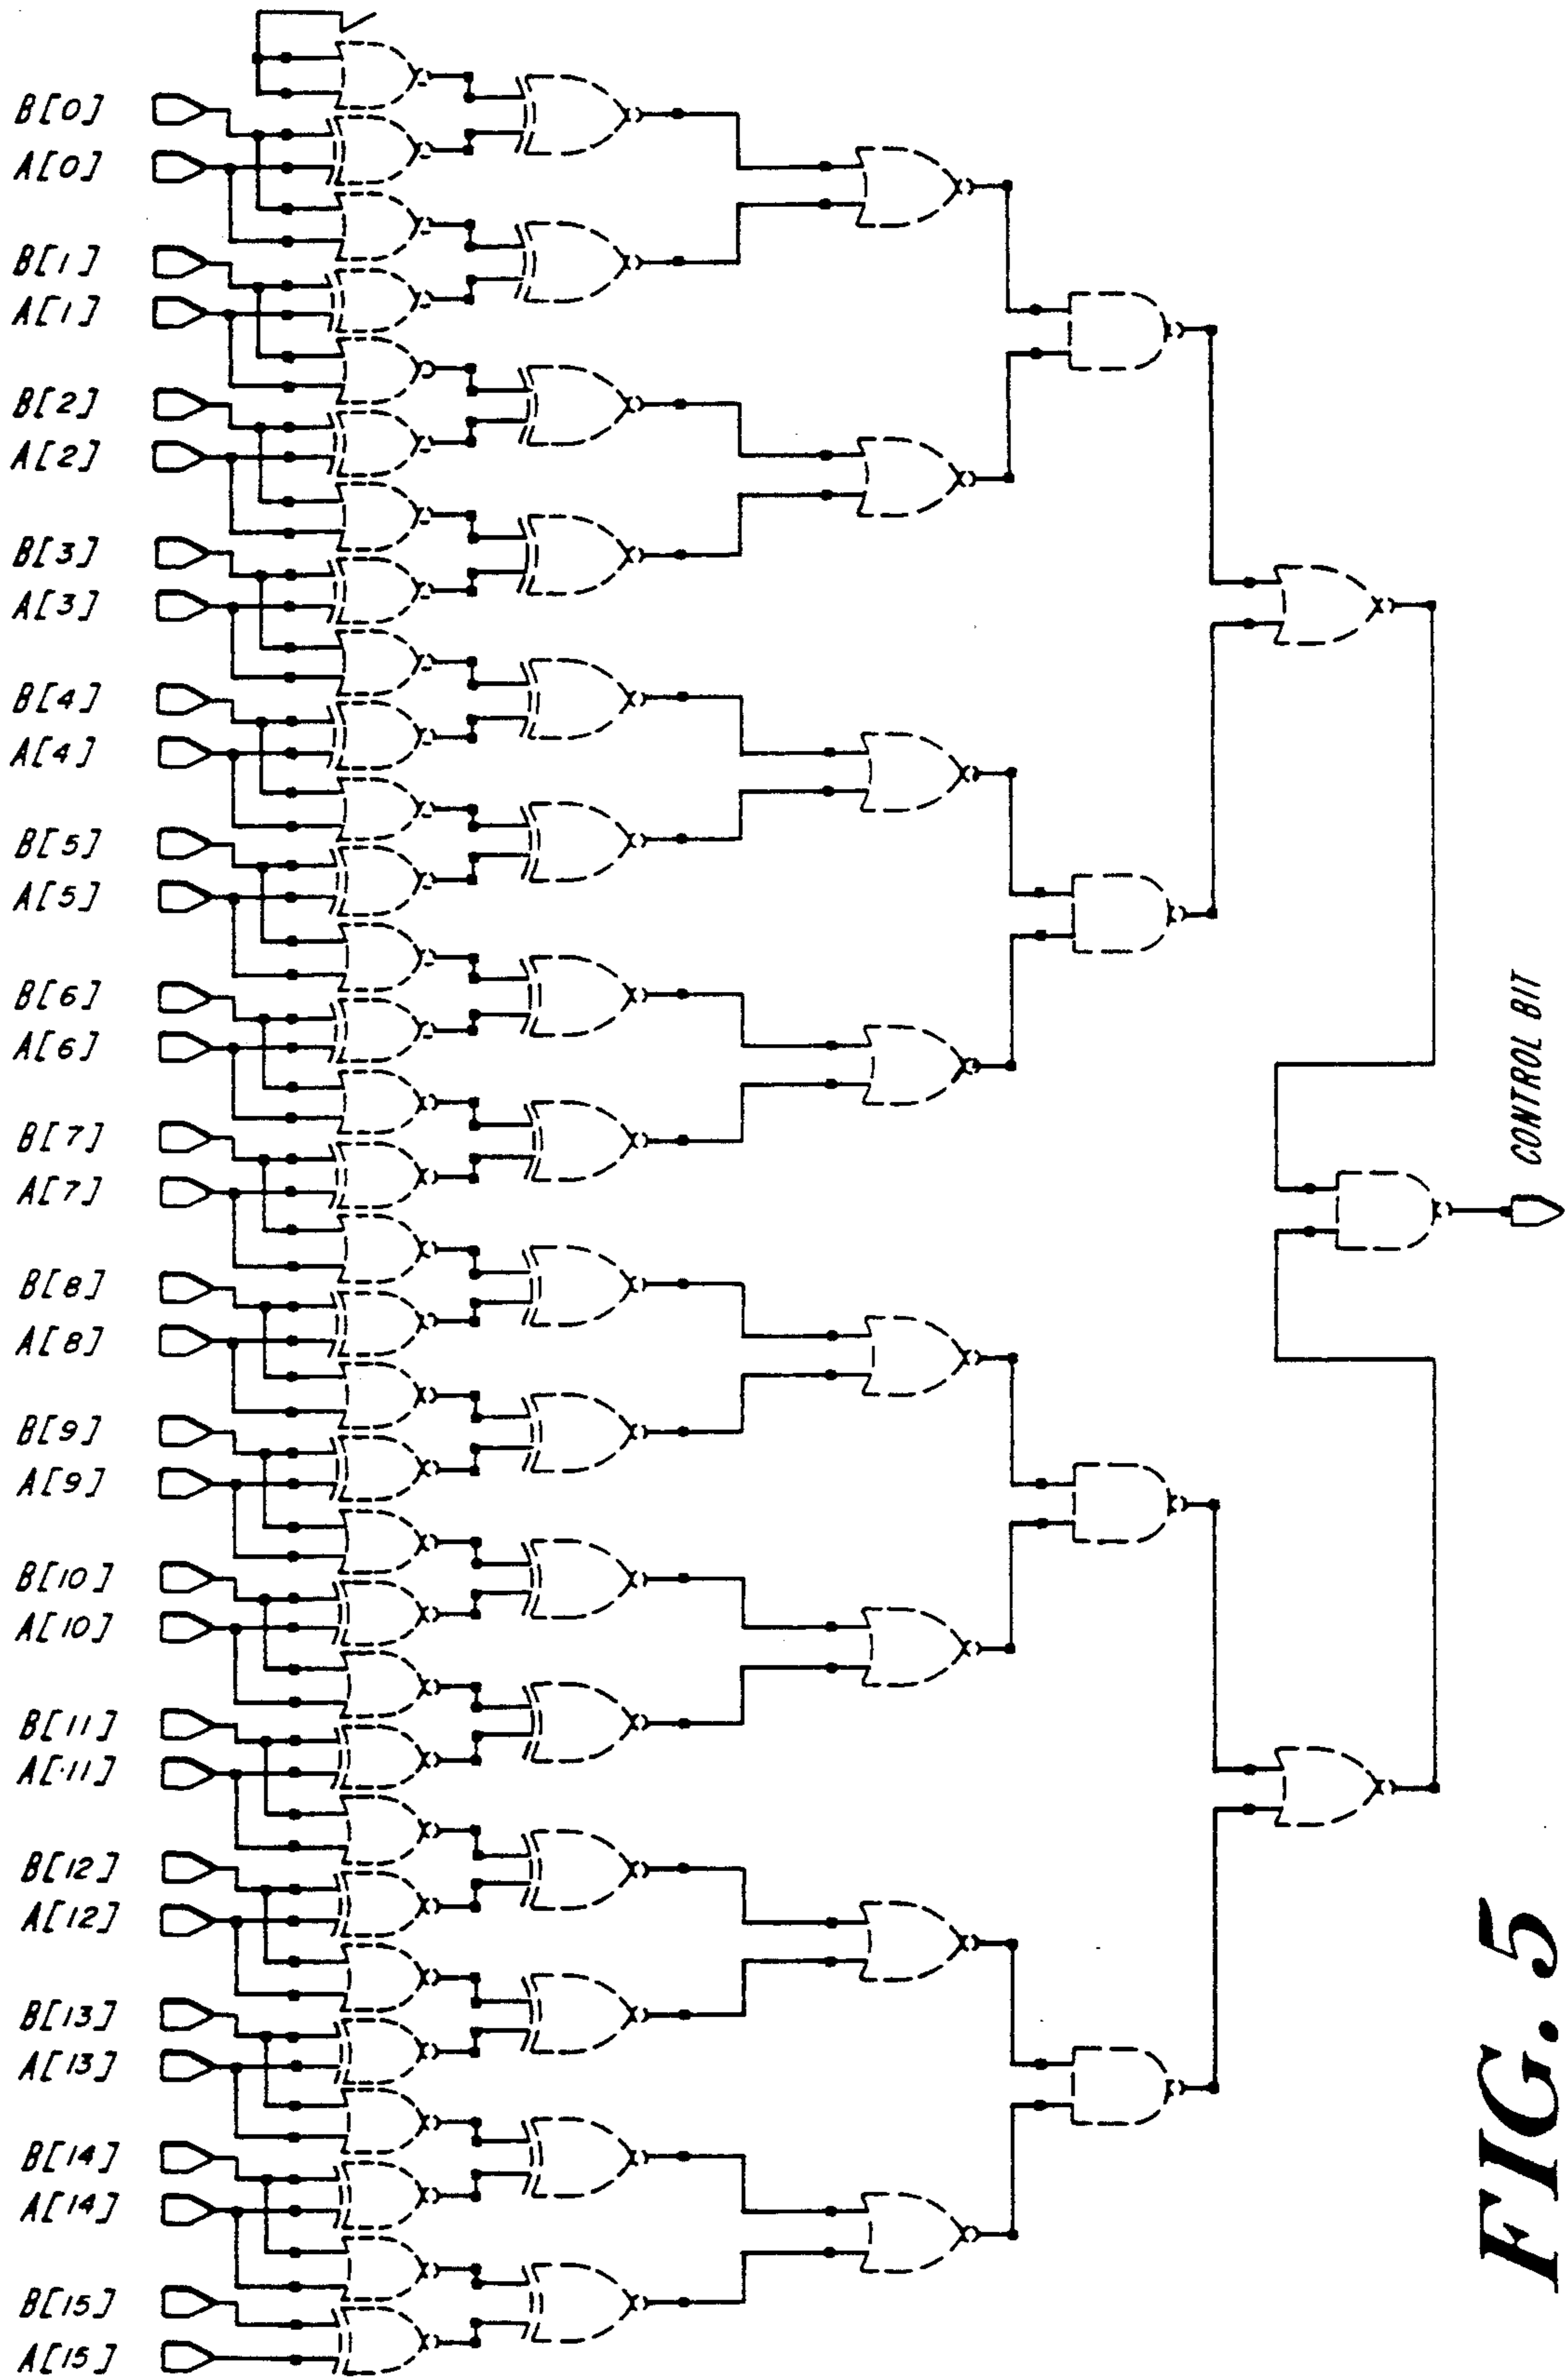 B[0]
A[0]
B[1]
A[1]
B[2]
A[2]
B[3]
A[3]
B[4]
A[4]
B[5]
A[5]
B[6]
A[6]
B[7]
A[7]
B[8]
A[8]
B[9]
A[9]
B[10]
A[10]
B[11]
A[11]
B[12]
A[12]
B[13]
A[13]
B[14]
A[14]
B[15]
A[15]
CONTROL BIT
FIG. 5